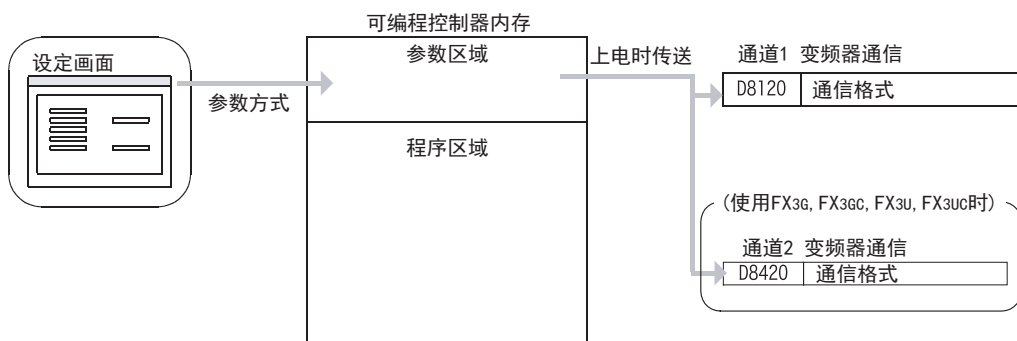 可编程控制器内存
设定画面
参数方式
参数区域
程序区域
上电时传送
通道1 变频器通信
D8120 通信格式
(使用FX3G, FX3GC, FX3U, FX3UC时)
通道2 变频器通信
D8420 通信格式